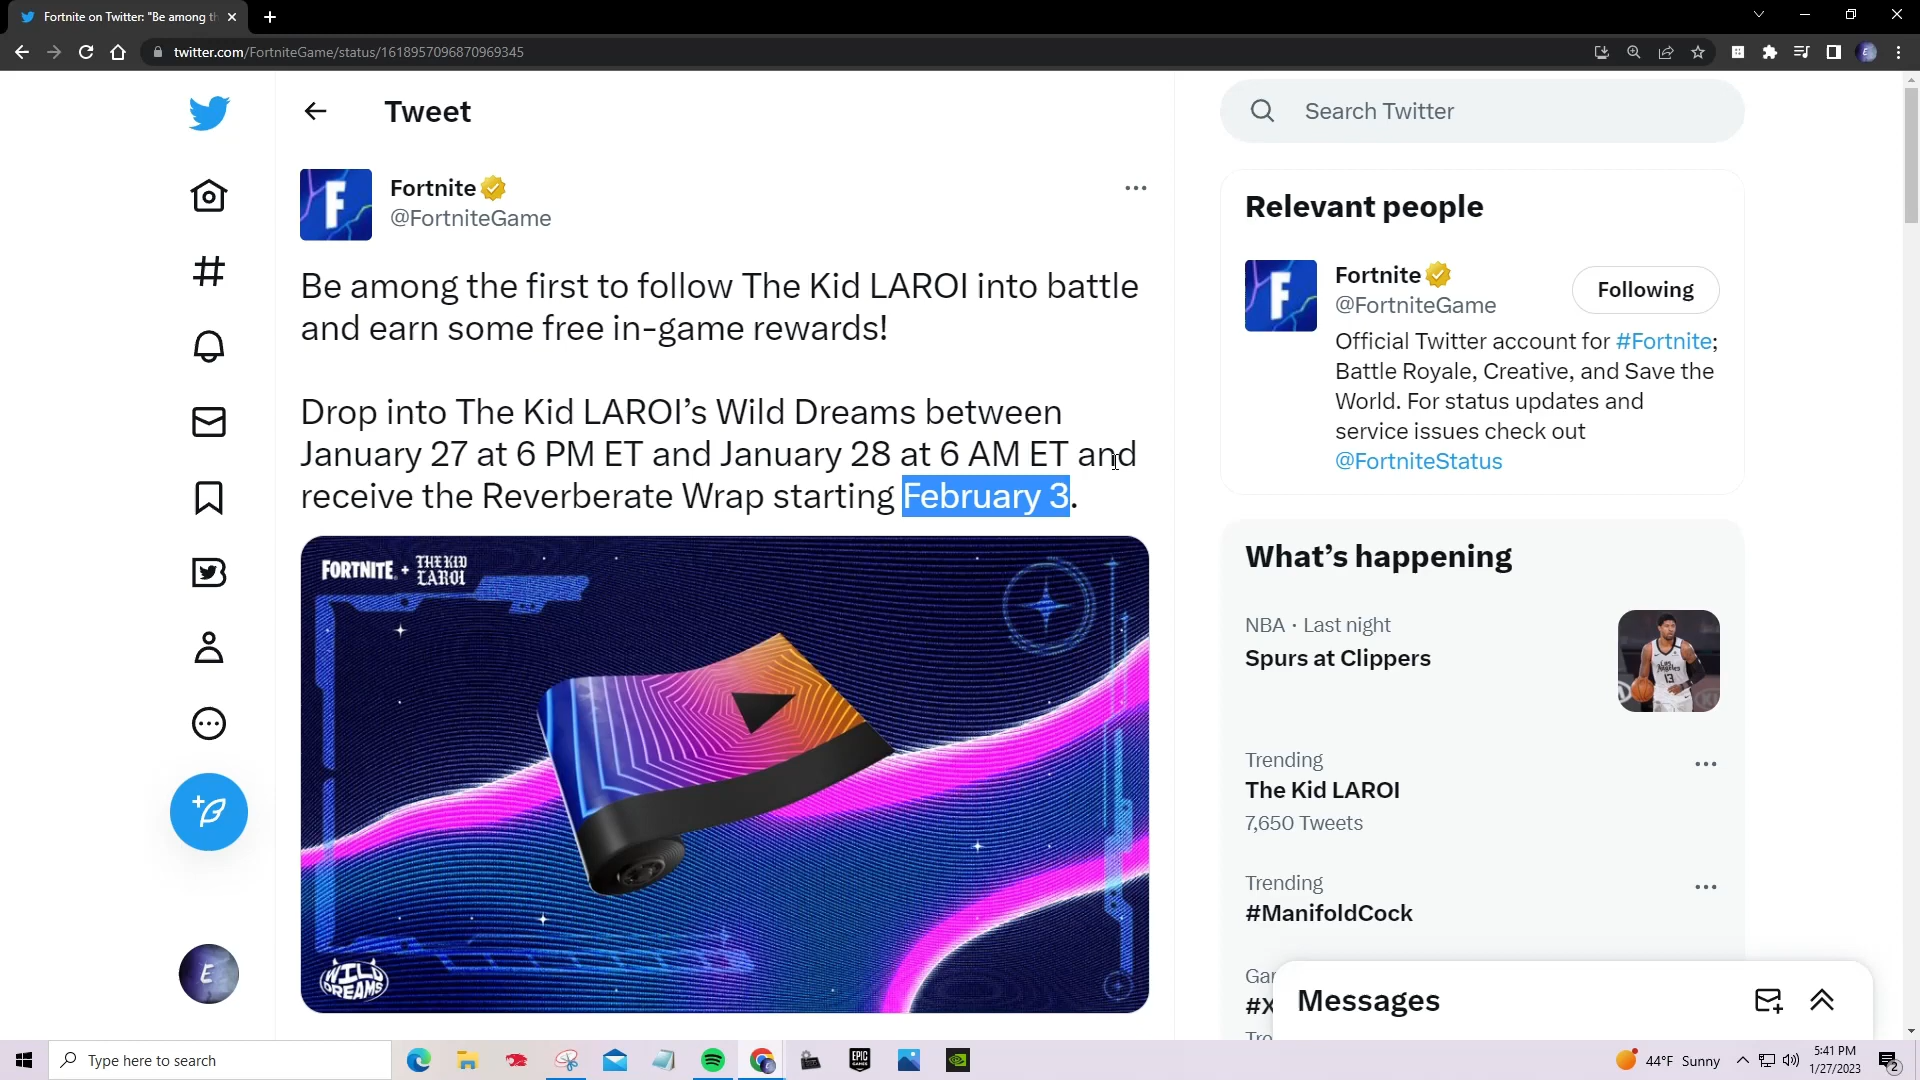 Fortnite on Twitter: "Be among th
twitter.com/FortniteGame/status/1618957096870969345
Tweet
Search Twitter
Fortnite
@FortniteGame
Be among the first to follow The Kid LAROI into battle
and earn some free in-game rewards!
Drop into The Kid LAROI’s Wild Dreams between
January 27 at 6 PM ET and January 28 at 6 AM ET and
receive the Reverberate Wrap starting February 3.
FORTNITE + THE KID
LAROI
WILD
DREAMS
Relevant people
Fortnite
@FortniteGame
Following
Official Twitter account for #Fortnite;
Battle Royale, Creative, and Save the
World. For status updates and
service issues check out
@FortniteStatus
What’s happening
NBA · Last night
Spurs at Clippers
13
Trending
The Kid LAROI
7,650 Tweets
Trending
#ManifoldCock
Messages
E
Type here to search
EPIC
GAMES
44°F Sunny
5:41 PM
1/27/2023
2